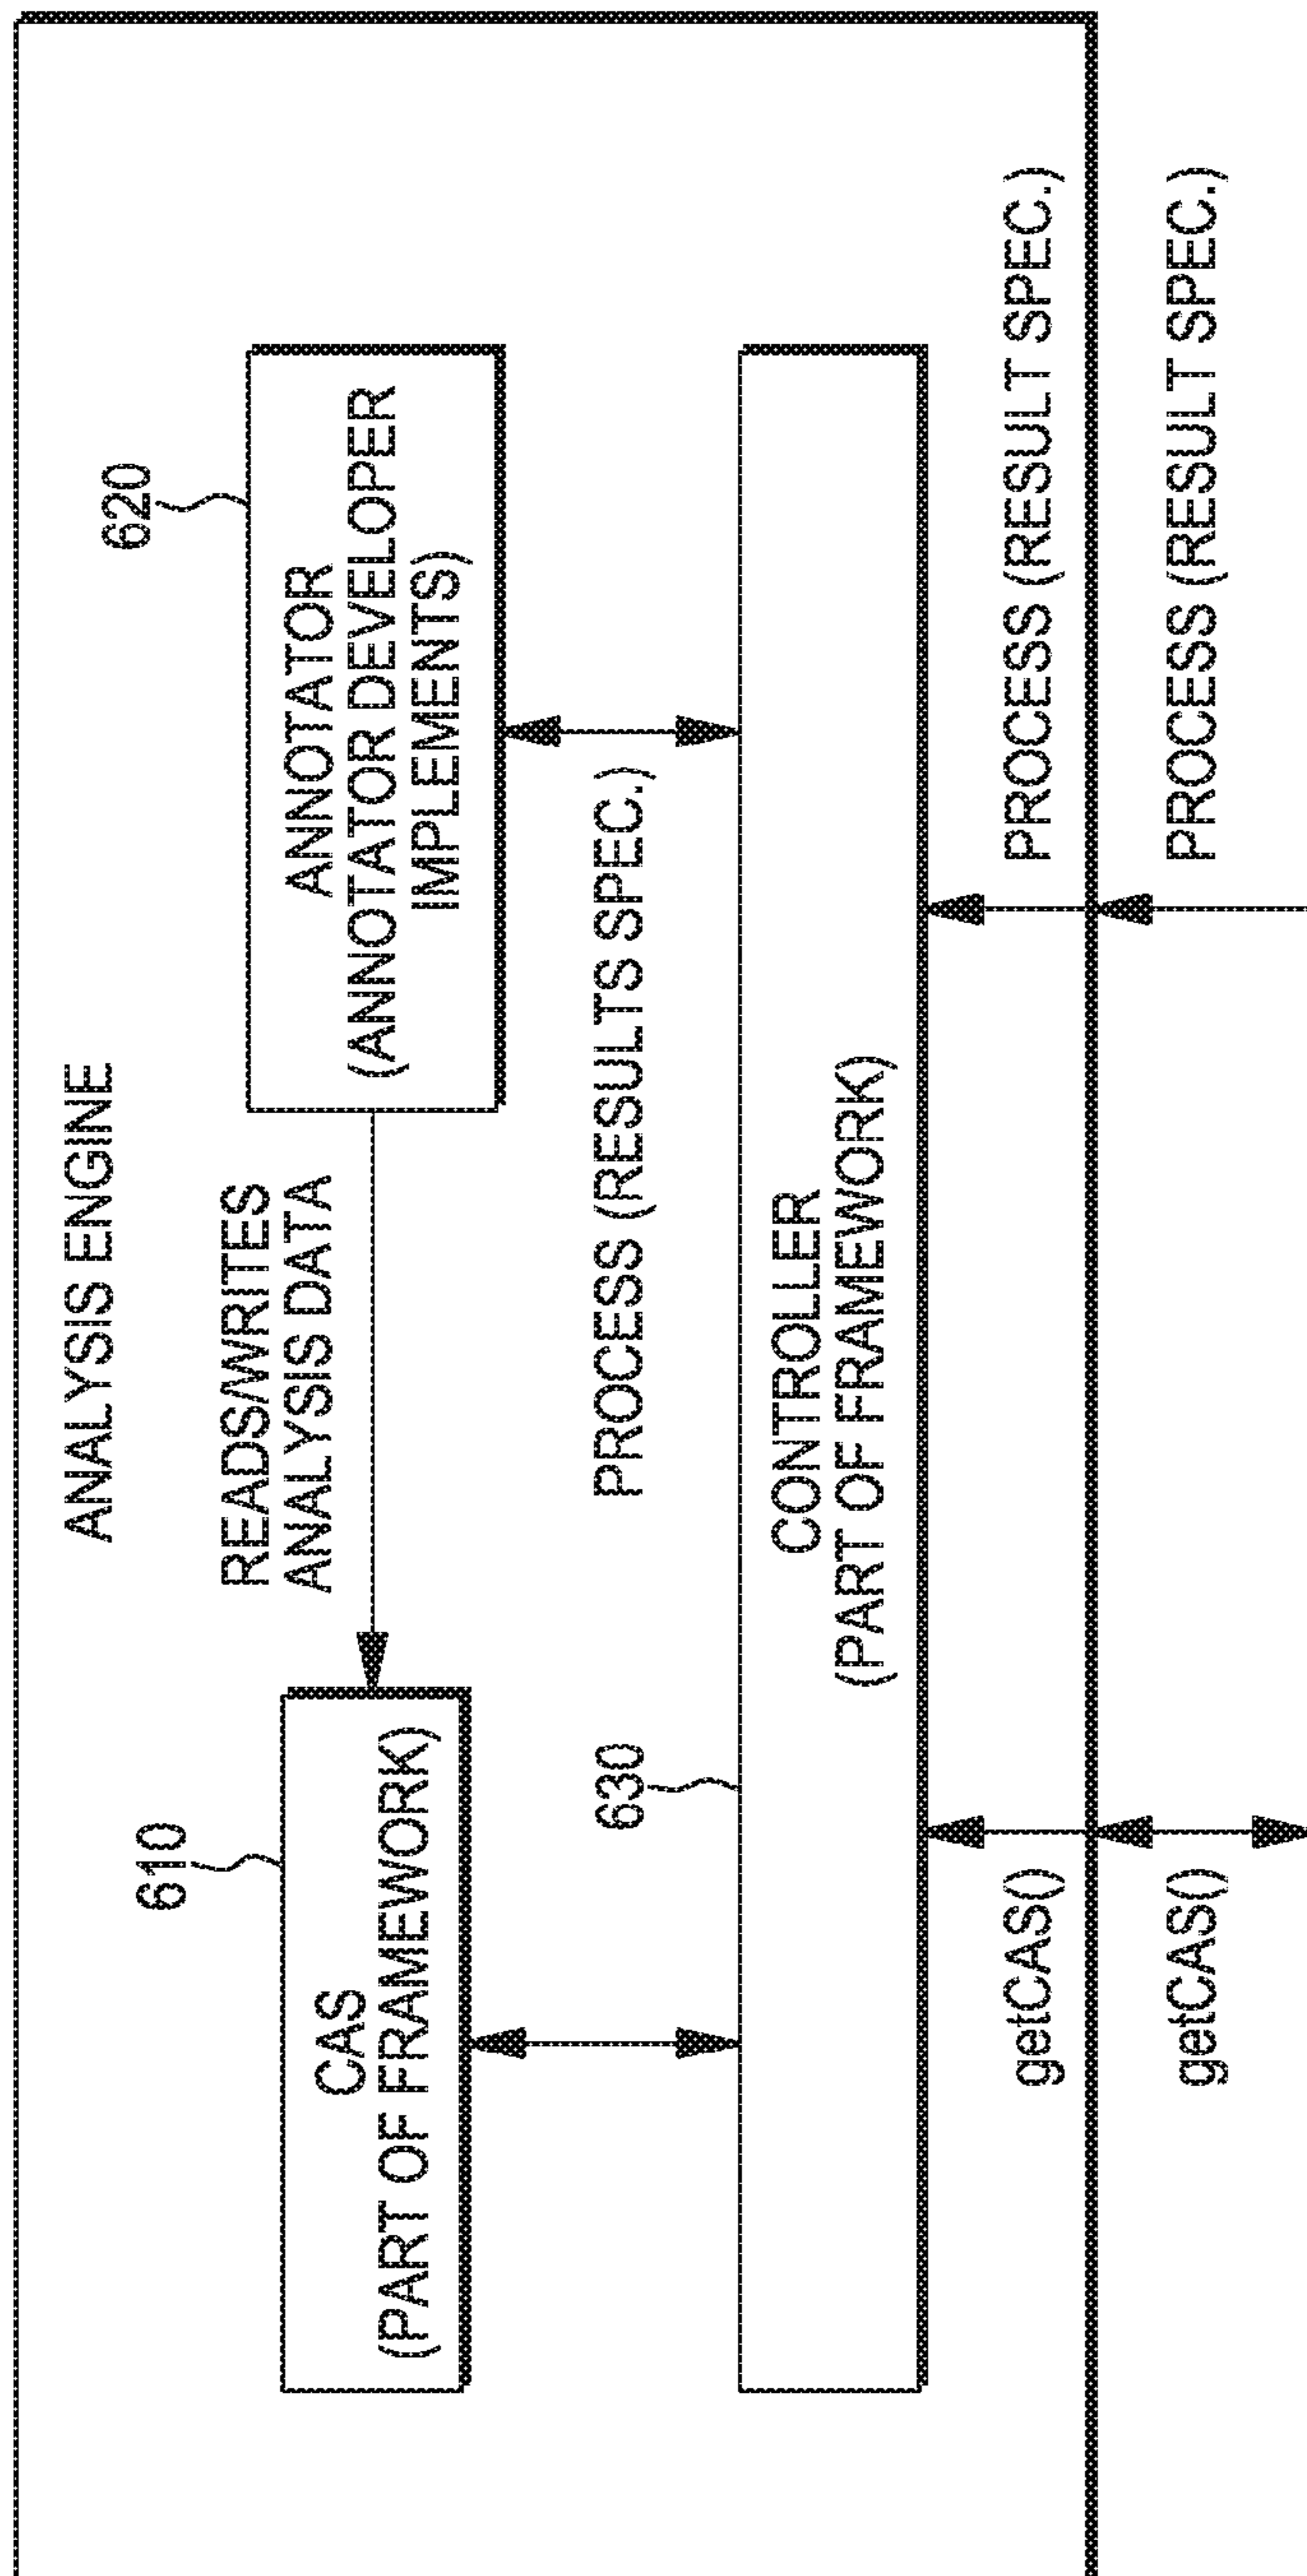 ANALYSIS ENGINE
610
CAS
(PART OF FRAMEWORK)
READS/WRITES
ANALYSIS DATA
620
ANNOTATOR
(ANNOTATOR DEVELOPER
IMPLEMENTS)
630
PROCESS (RESULTS SPEC.)
CONTROLLER
(PART OF FRAMEWORK)
getCAS()
PROCESS (RESULT SPEC.)
getCAS()
PROCESS (RESULT SPEC.)